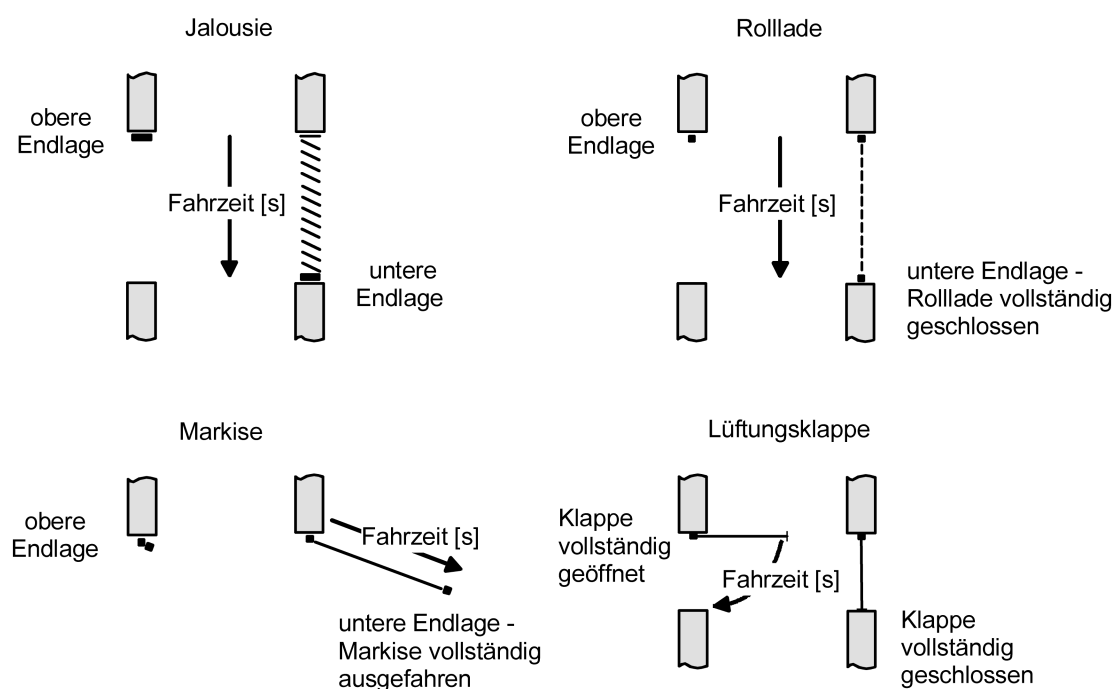 Jalousie
obere
Endlage
Fahrzeit [s]
untere
Endlage
Rolllade
obere
Endlage
Fahrzeit [s]
untere Endlage -
Rolllade vollständig
geschlossen
Markise
obere
Endlage
Fahrzeit [s]
untere Endlage -
Markise vollständig
ausgefahren
Lüftungsklappe
Klappe
vollständig
geöffnet
Fahrzeit [s]
Klappe
vollständig
geschlossen